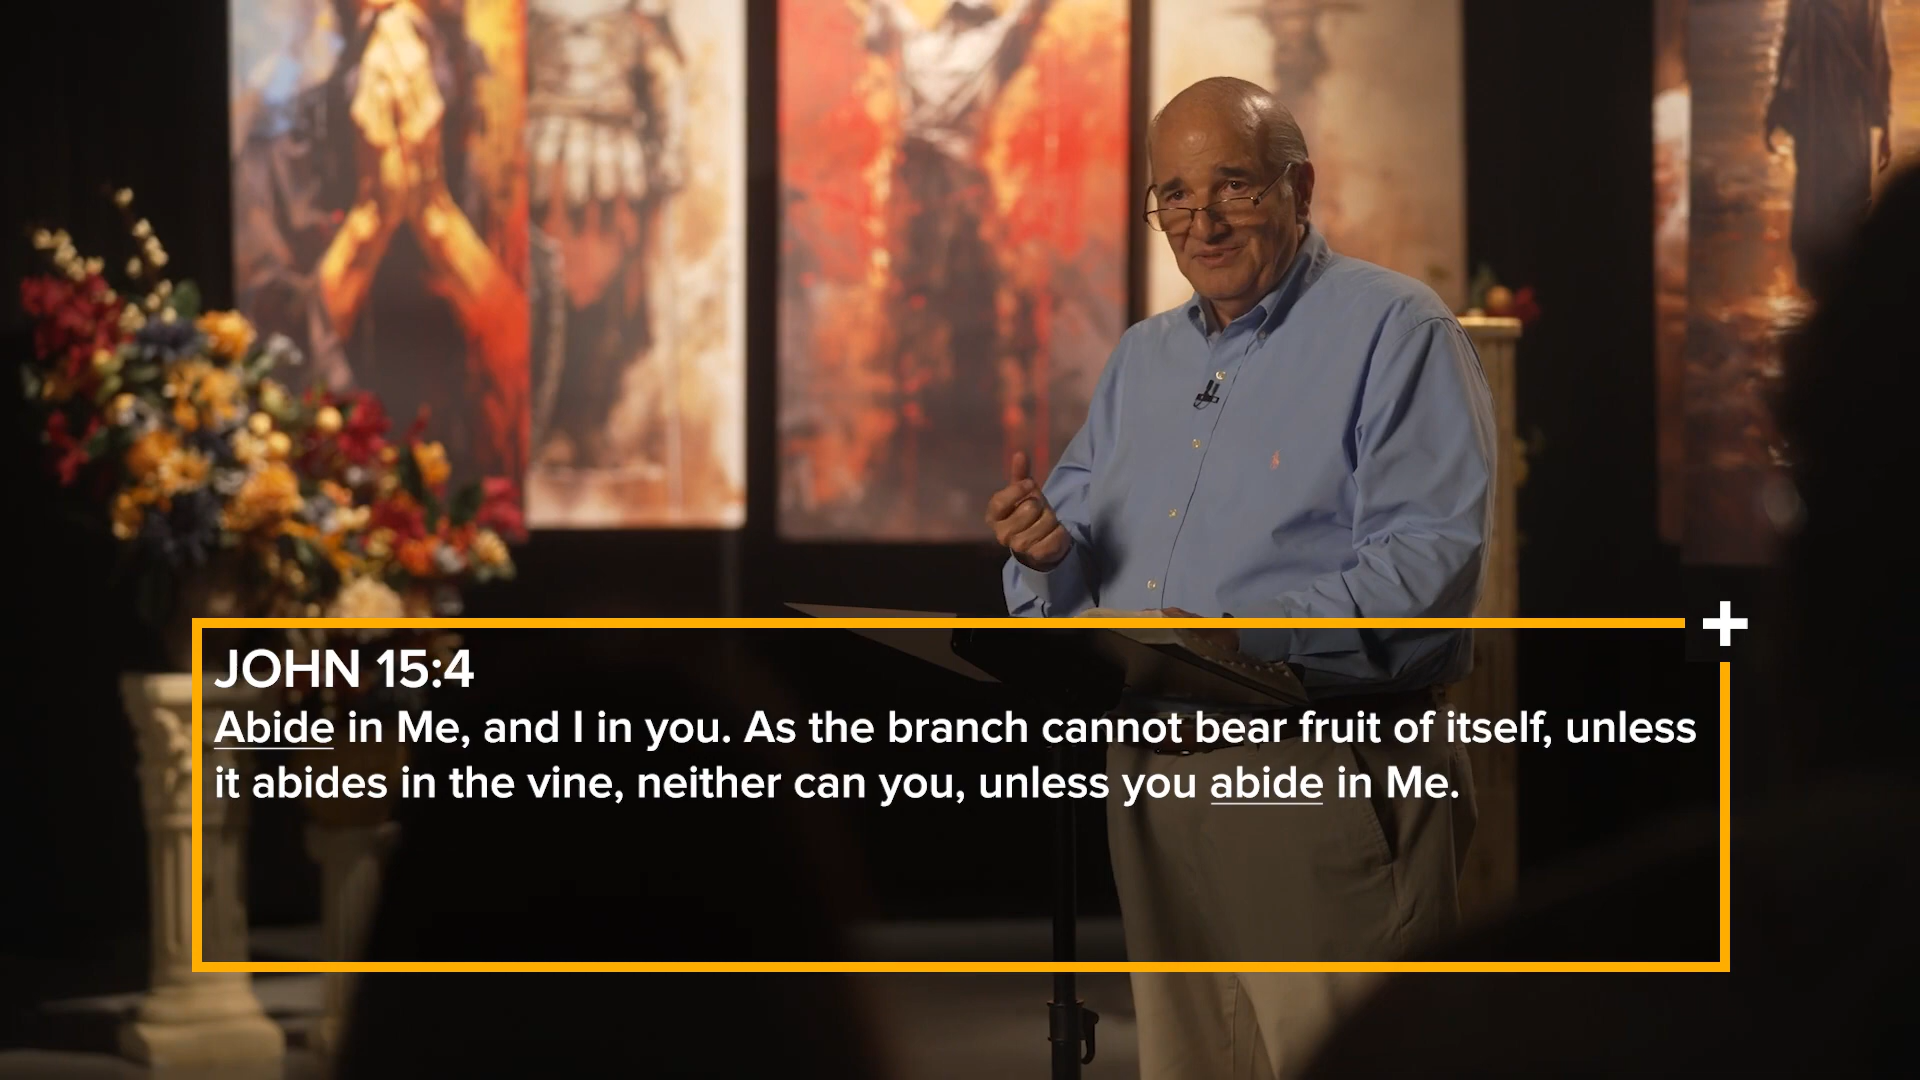 JOHN 15:4
Abide in Me, and I in you. As the branch cannot bear fruit of itself, unless
it abides in the vine, neither can you, unless you abide in Me.